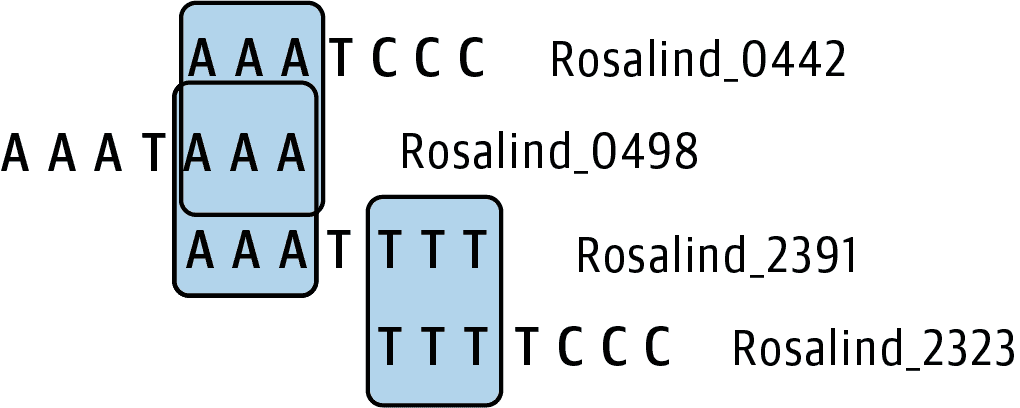 A A A T C C C Rosalind_0442
A A A T A A A Rosalind_0498
A A A T T T T Rosalind_2391
T T T T C C C Rosalind_2323